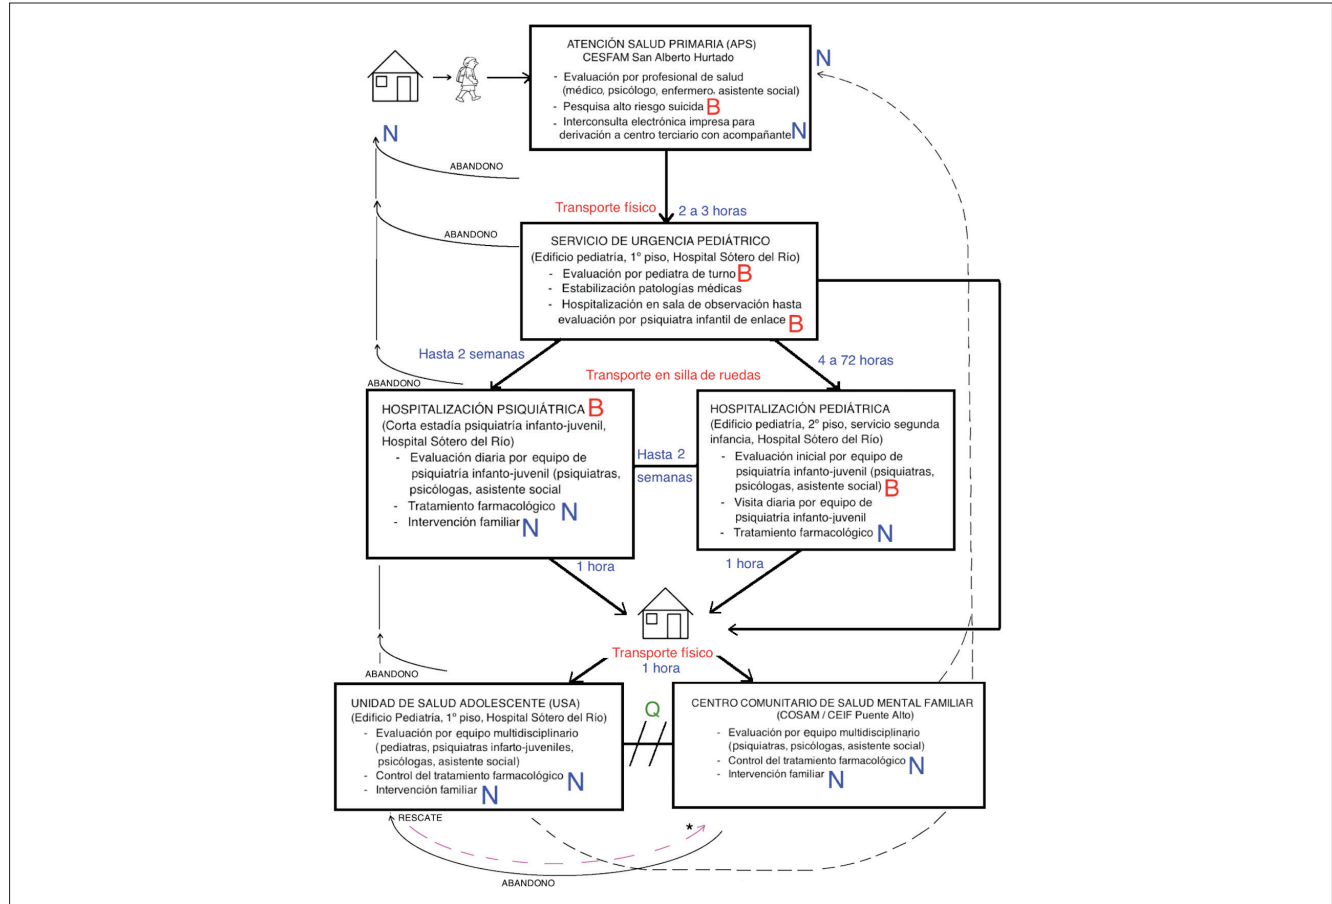 ATENCIÓN SALUD PRIMARIA (APS)
CESFAM San Alberto Hurtado
- Evaluación por profesional de salud
(médico, psicólogo, enfermero, asistente social)
- Pesquisa alto riesgo suicida B
- Interconsulta electrónica impresa para
derivación a centro terciario con acompañante N
N
N
ABANDONO
Transporte físico
2 a 3 horas
ABANDONO
SERVICIO DE URGENCIA PEDIÁTRICO
(Edificio pediatría, 1º piso, Hospital Sótero del Río)
- Evaluación por pediatra de turno B
- Estabilización patologías médicas
- Hospitalización en sala de observación hasta
evaluación por psiquiatra infantil de enlace B
Hasta 2 semanas
4 a 72 horas
Transporte en silla de ruedas
ABANDONO
HOSPITALIZACIÓN PSIQUIÁTRICA B
(Corta estadía psiquiatría infanto-juvenil,
Hospital Sótero del Río)
- Evaluación diaria por equipo de
psiquiatría infanto-juvenil (psiquiatras,
psicólogas, asistente social
- Tratamiento farmacológico N
- Intervención familiar N
Hasta 2
semanas
HOSPITALIZACIÓN PEDIÁTRICA
(Edificio pediatría, 2º piso, servicio segunda
infancia, Hospital Sótero del Río)
- Evaluación inicial por equipo de
psiquiatría infanto-juvenil (psiquiatras,
psicólogas, asistente social) B
- Visita diaria por equipo de
psiquiatría infanto-juvenil
- Tratamiento farmacológico N
1 hora
1 hora
Transporte físico
1 hora
ABANDONO
UNIDAD DE SALUD ADOLESCENTE (USA)
(Edificio Pediatría, 1º piso, Hospital Sótero del Río)
- Evaluación por equipo multidisciplinario
(pediatras, psiquiatras infarto-juveniles,
psicólogas, asistente social)
- Control del tratamiento farmacológico N
- Intervención familiar N
Q
CENTRO COMUNITARIO DE SALUD MENTAL FAMILIAR
(COSAM / CEIF Puente Alto)
- Evaluación por equipo multidisciplinario
(psiquiatras, psicólogas, asistente social)
- Control del tratamiento farmacológico N
- Intervención familiar N
RESCATE
*
ABANDONO